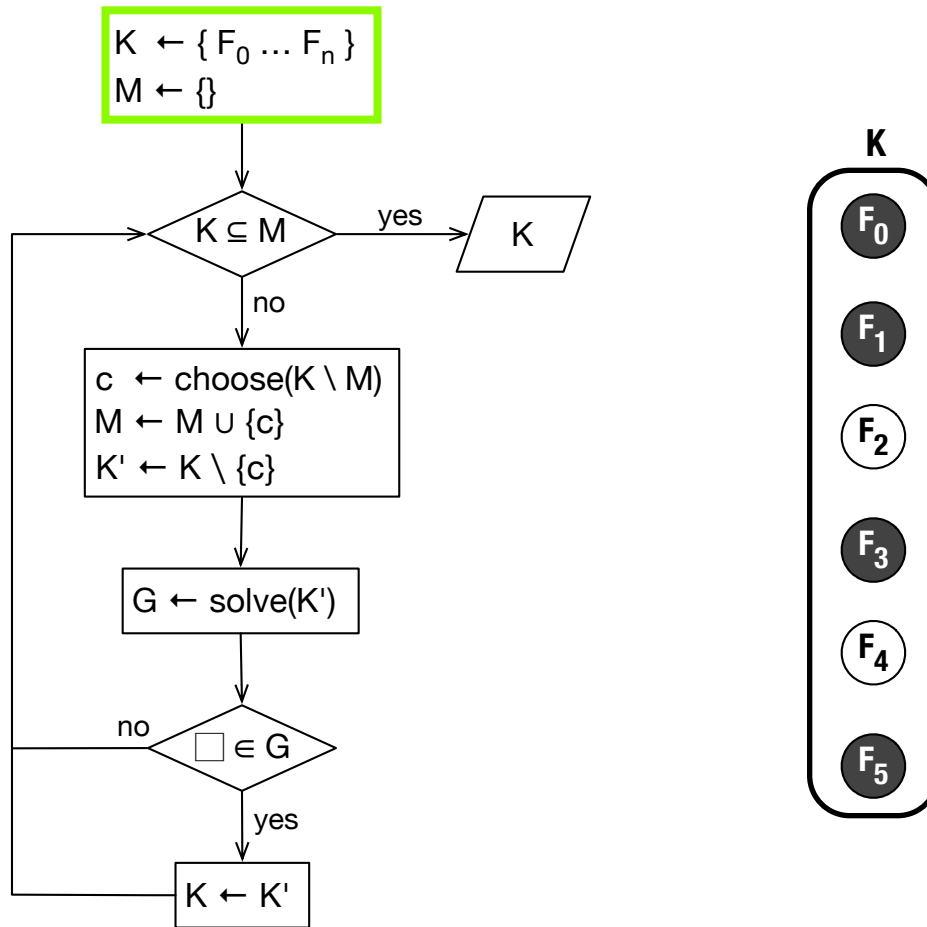 K ← { F₀ … Fₙ }
M ← {}
K ⊆ M
yes
K
no
c ← choose(K \ M)
M ← M ∪ {c}
K' ← K \ {c}
G ← solve(K')
no
□ ∈ G
yes
K ← K'
K
F₀
F₁
F₂
F₃
F₄
F₅